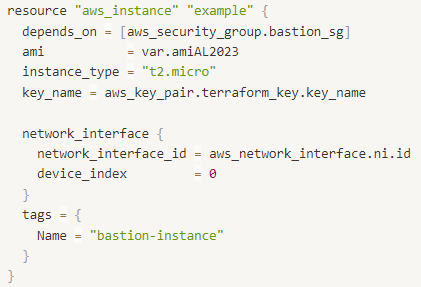 resource "aws_instance" "example" {
  depends_on = [aws_security_group.bastion_sg]
  ami           = var.amiAL2023
  instance_type = "t2.micro"
  key_name = aws_key_pair.terraform_key.key_name

  network_interface {
    network_interface_id = aws_network_interface.ni.id
    device_index         = 0
  }
  tags = {
    Name = "bastion-instance"
  }
}